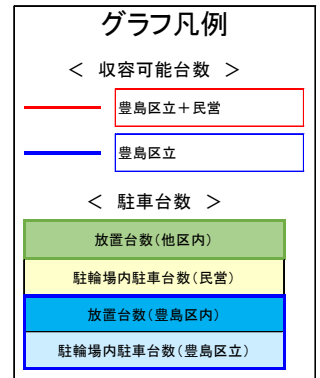 グラフ凡例
＜ 収容可能台数 ＞
豊島区立＋民営
豊島区立
＜ 駐車台数 ＞
放置台数(他区内)
駐輪場内駐車台数(民営)
放置台数(豊島区内)
駐輪場内駐車台数(豊島区立)